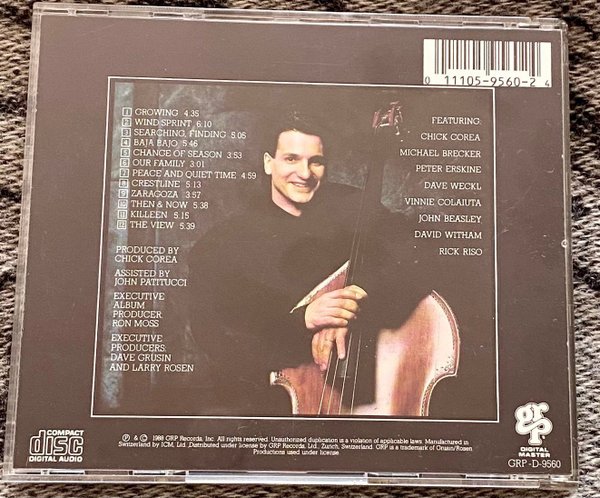 0 11105-9560-2 4
1 GROWING 4.35
2 WIND SPRINT 6.10
3 SEARCHING, FINDING 5.05
4 BAJA BAJO 5.46
5 CHANCE OF SEASON 3:53
6 OUR FAMILY 3:01
7 PEACE AND QUIET TIME 4:59
8 CRESTLINE 5.13
9 ZARAGOZA 3:57
10 THEN & NOW 5.38
11 KILLEEN 5.15
12 THE VIEW 5.39
PRODUCED BY
CHICK COREA
ASSISTED BY
JOHN PATITUCCI
EXECUTIVE
ALBUM
PRODUCER:
RON MOSS
EXECUTIVE
PRODUCERS:
DAVE GRUSIN
AND LARRY ROSEN
FEATURING:
CHICK COREA
MICHAEL BRECKER
PETER ERSKINE
DAVE WECKL
VINNIE COLAIUTA
JOHN BEASLEY
DAVID WITHAM
RICK RISO
COMPACT
disc
DIGITAL AUDIO
℗ & © 1988 GRP Records, Inc. All rights reserved. Unauthorized duplication is a violation of applicable laws. Manufactured in
Switzerland by ICM, Ltd. Distributed under license by GRP Records, Ltd., Zurich, Switzerland. GRP is a trademark of Grusin/Rosen
Productions used under license
grp
DIGITAL
MASTER
GRP-D-9560